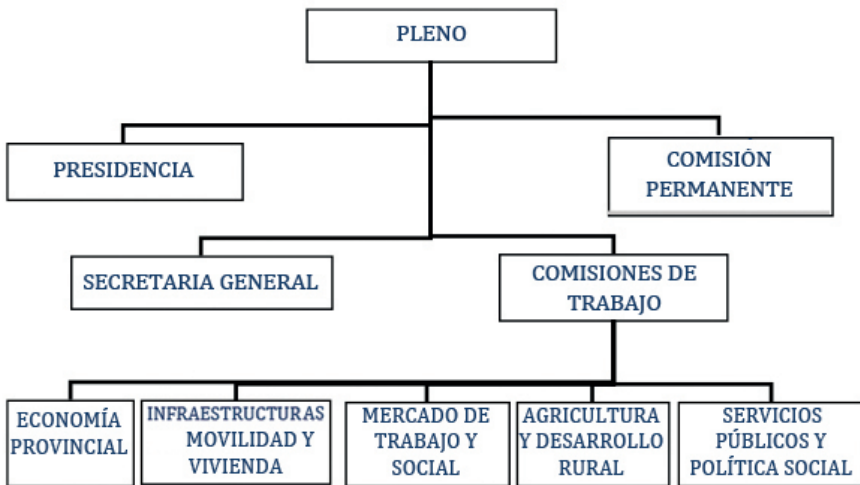 PLENO
PRESIDENCIA
COMISIÓN
PERMANENTE
SECRETARIA GENERAL
COMISIONES DE
TRABAJO
ECONOMÍA
PROVINCIAL
INFRAESTRUCTURAS
MOVILIDAD Y
VIVIENDA
MERCADO DE
TRABAJO Y
SOCIAL
AGRICULTURA
Y DESARROLLO
RURAL
SERVICIOS
PÚBLICOS Y
POLÍTICA SOCIAL